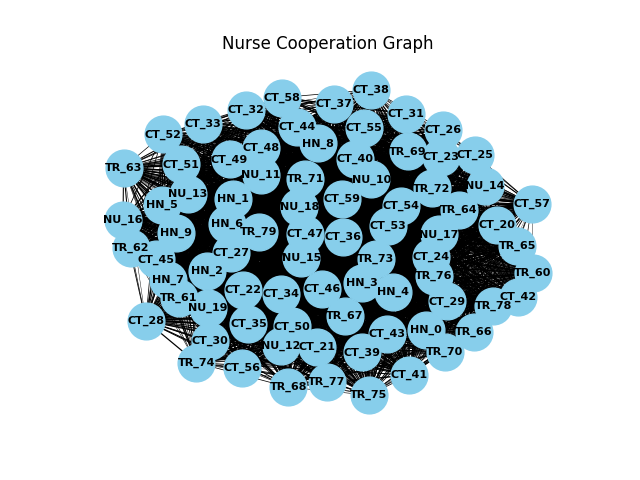 Nurse Cooperation Graph
CT_38
CT_58
CT_37
CT_32
CT_31
CT_33
CT_44
CT_55
CT_26
CT_52
HN_8
CT_48
TR_69
CT_23
CT_25
CT_49
CT_40
CT_51
TR_63
NU_11
TR_71
NU_10
TR_72
NU_14
NU_13
HN_1
CT_59
HN_5
NU_18
CT_54
TR_64
CT_57
NU_16
HN_6
CT_53
CT_20
HN_9
TR_79
CT_47
CT_36
NU_17
TR_65
TR_62
CT_27
CT_45
NU_15
TR_73
CT_24
HN_2
TR_76
TR_60
HN_7
HN_3
CT_22
CT_34
CT_46
HN_4
TR_61
CT_29
CT_42
NU_19
TR_78
CT_28
CT_35
CT_50
TR_67
HN_0
TR_66
CT_30
NU_12
CT_21
CT_43
CT_39
TR_70
TR_74
CT_56
CT_41
TR_68
TR_77
TR_75